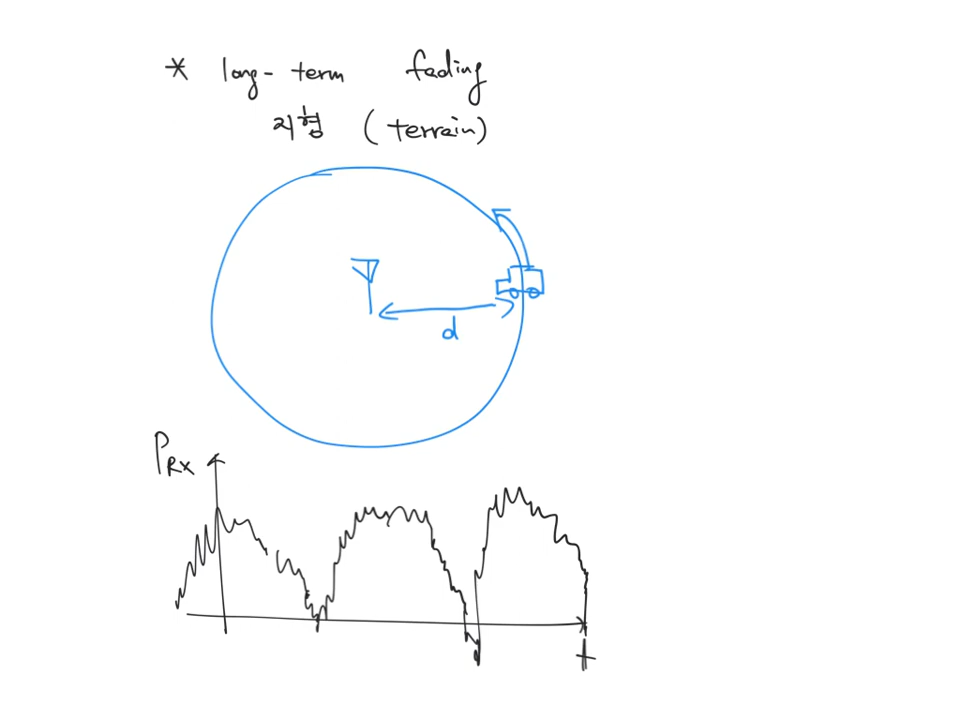 * long-term fading
지형 (terrain)
d
PRX
t